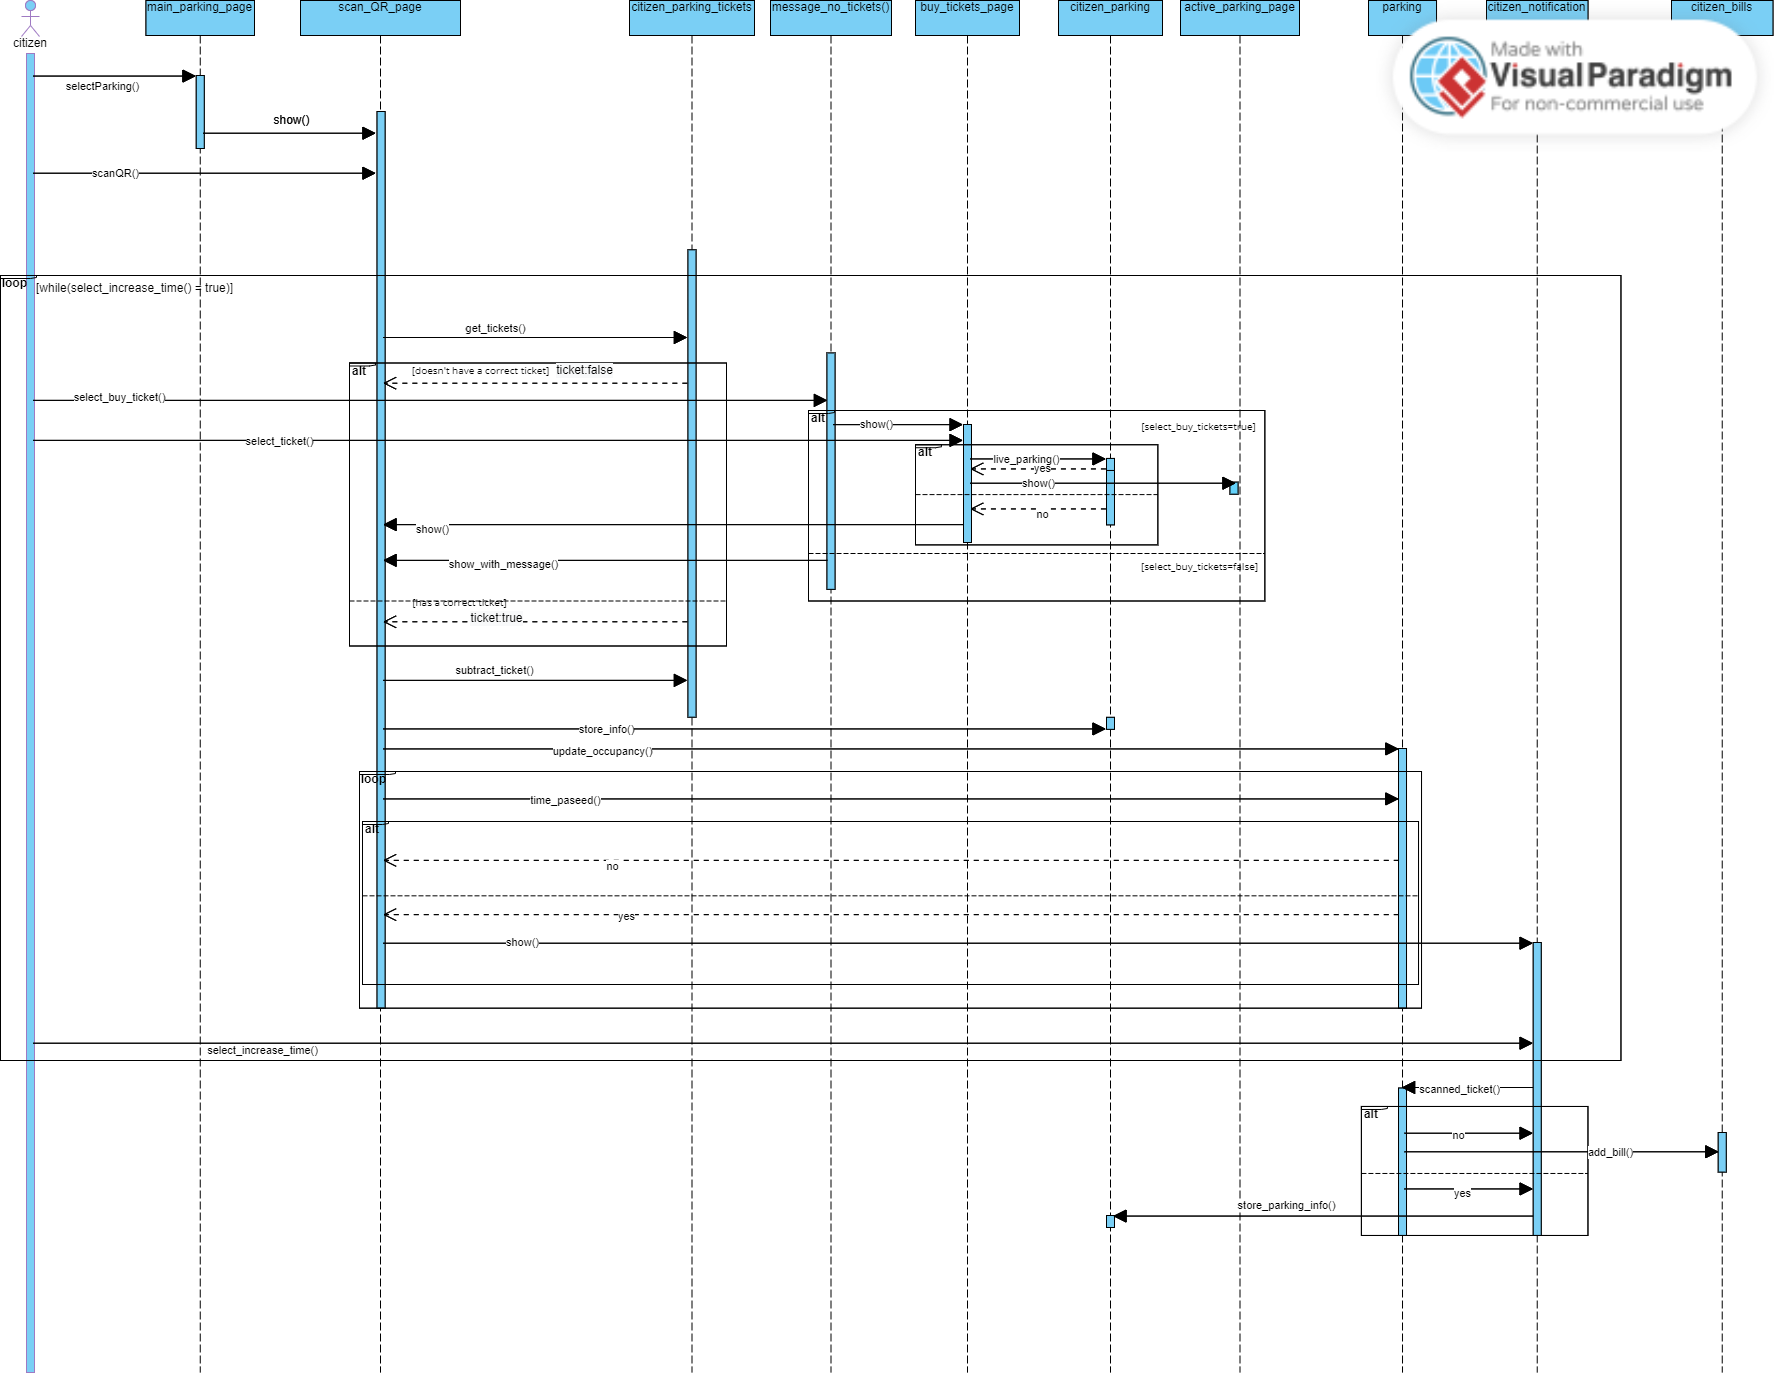 main_parking_page
scan_QR_page
citizen_parking_tickets
message_no_tickets()
buy_tickets_page
citizen_parking
active_parking_page
parking
citizen_notification
citizen_bills
citizen
Made with
Visual Paradigm
For non-commercial use
selectParking()
show()
scanQR()
loop
[while(select_increase_time() = true)]
get_tickets()
alt
[doesn't have a correct ticket]
ticket:false
select_buy_ticket()
alt
show()
[select_buy_tickets=true]
select_ticket()
alt
live_parking()
yes
show()
no
show()
show_with_message()
[select_buy_tickets=false]
[has a correct ticket]
ticket:true
subtract_ticket()
store_info()
update_occupancy()
loop
time_paseed()
alt
no
yes
show()
select_increase_time()
scanned_ticket()
alt
no
add_bill()
yes
store_parking_info()